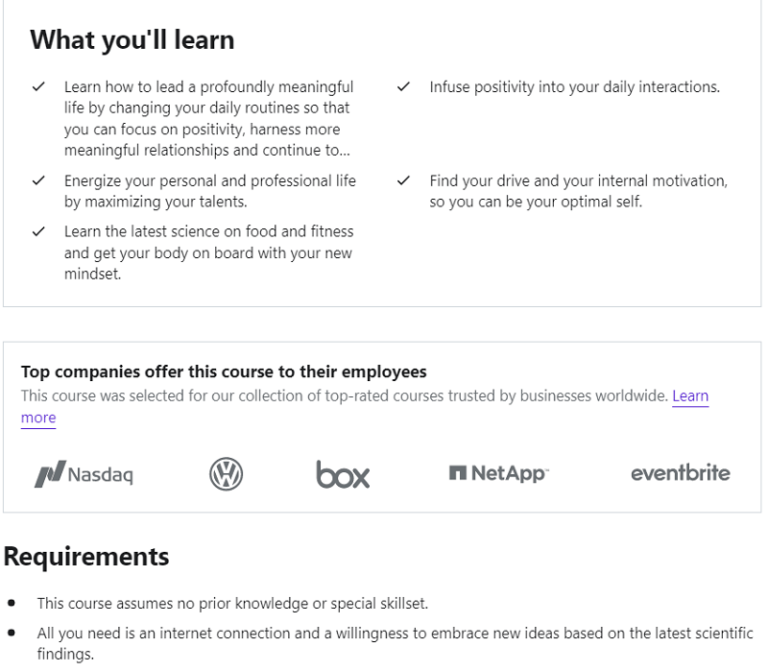 What you'll learn
Learn how to lead a profoundly meaningful
life by changing your daily routines so that
you can focus on positivity, harness more
meaningful relationships and continue to...
Infuse positivity into your daily interactions.
Energize your personal and professional life
by maximizing your talents.
Find your drive and your internal motivation,
so you can be your optimal self.
Learn the latest science on food and fitness
and get your body on board with your new
mindset.
Top companies offer this course to their employees
This course was selected for our collection of top-rated courses trusted by businesses worldwide. Learn
more
Nasdaq
box
NetApp
eventbrite
Requirements
This course assumes no prior knowledge or special skillset.
All you need is an internet connection and a willingness to embrace new ideas based on the latest scientific
findings.